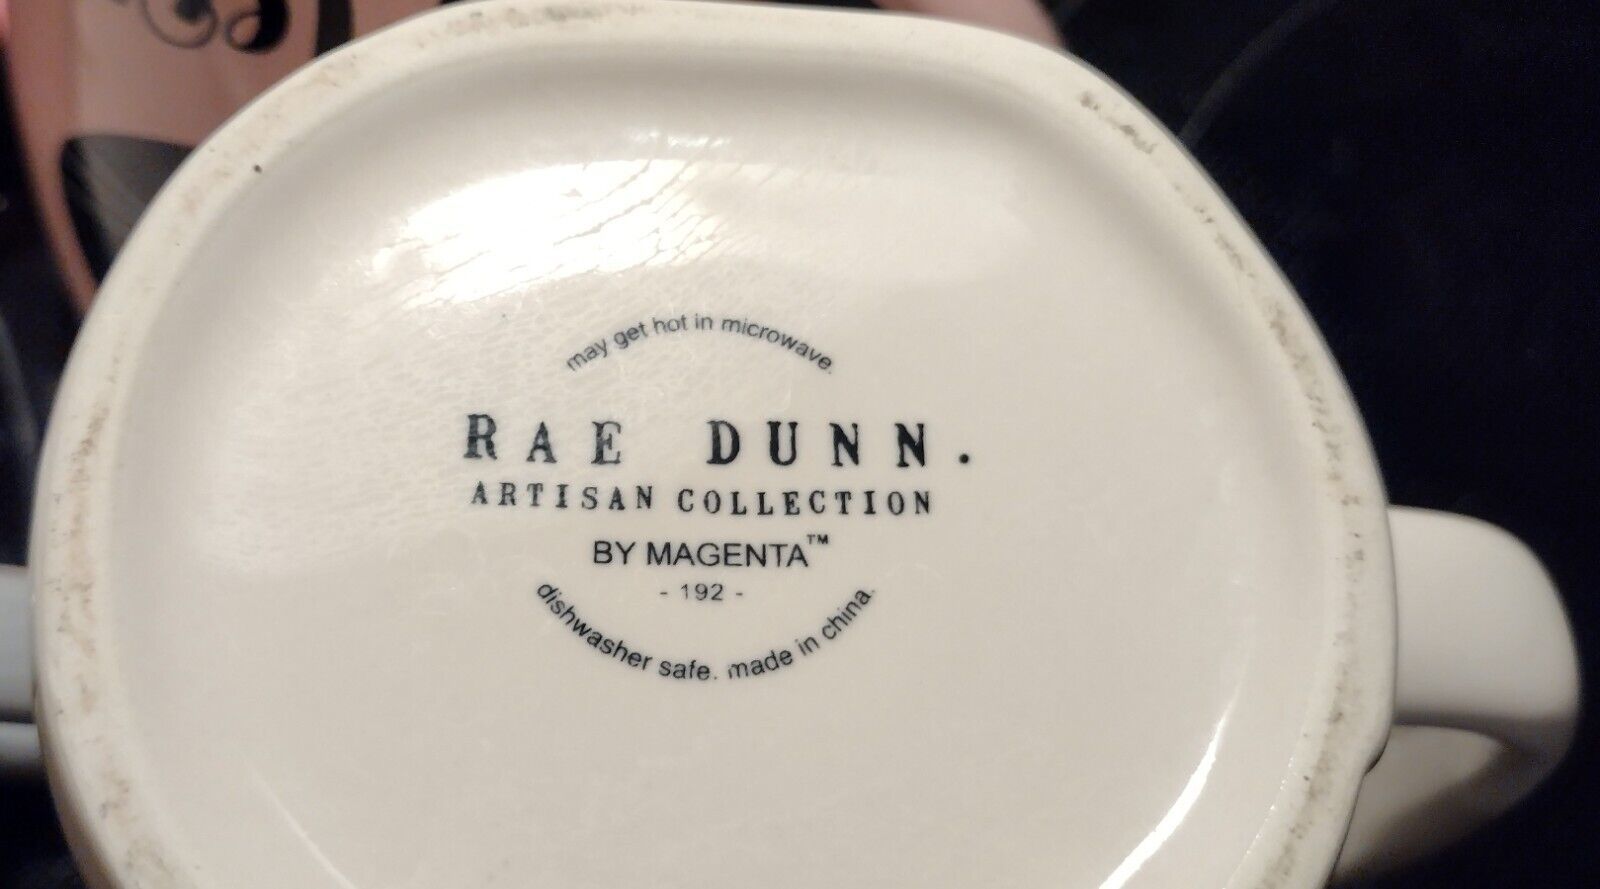 may get hot in microwave.
RAE DUNN.
ARTISAN COLLECTION
BY MAGENTA™
- 192 -
dishwasher safe. made in china.